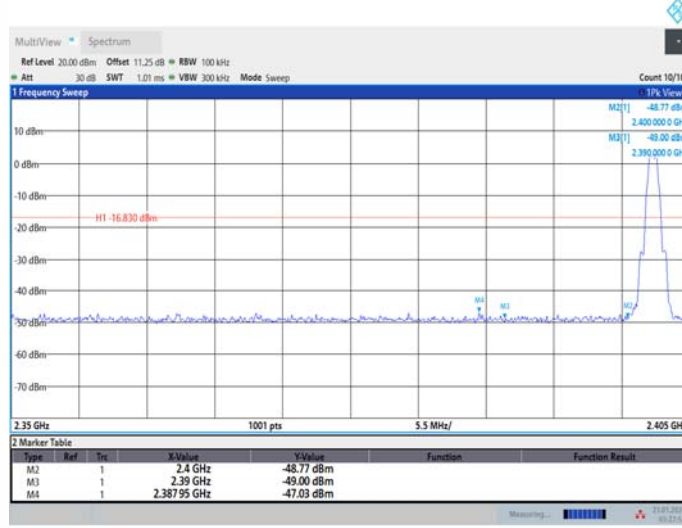 MultiView Spectrum
Ref Level 20.00 dBm Offset 11.25 dB RBW 100 kHz
Att 30 dB SWT 1.01 ms VBW 300 kHz Mode Sweep Count 10/10
1 Frequency Sweep 1Pk View
M2[1] -48.77 dBm
2.400 000 0 GH
M3[1] -49.00 dBm
2.390 000 0 GH
10 dBm
0 dBm
-10 dBm
H1 -16.830 dBm
-20 dBm
-30 dBm
-40 dBm
M4 M3 M2
-50 dBm
-60 dBm
-70 dBm
2.35 GHz 1001 pts 5.5 MHz/ 2.405 GH
2 Marker Table
Type Ref Trc X-Value Y-Value Function Function Result
M2 1 2.4 GHz -48.77 dBm
M3 1 2.39 GHz -49.00 dBm
M4 1 2.387 95 GHz -47.03 dBm
Measuring...